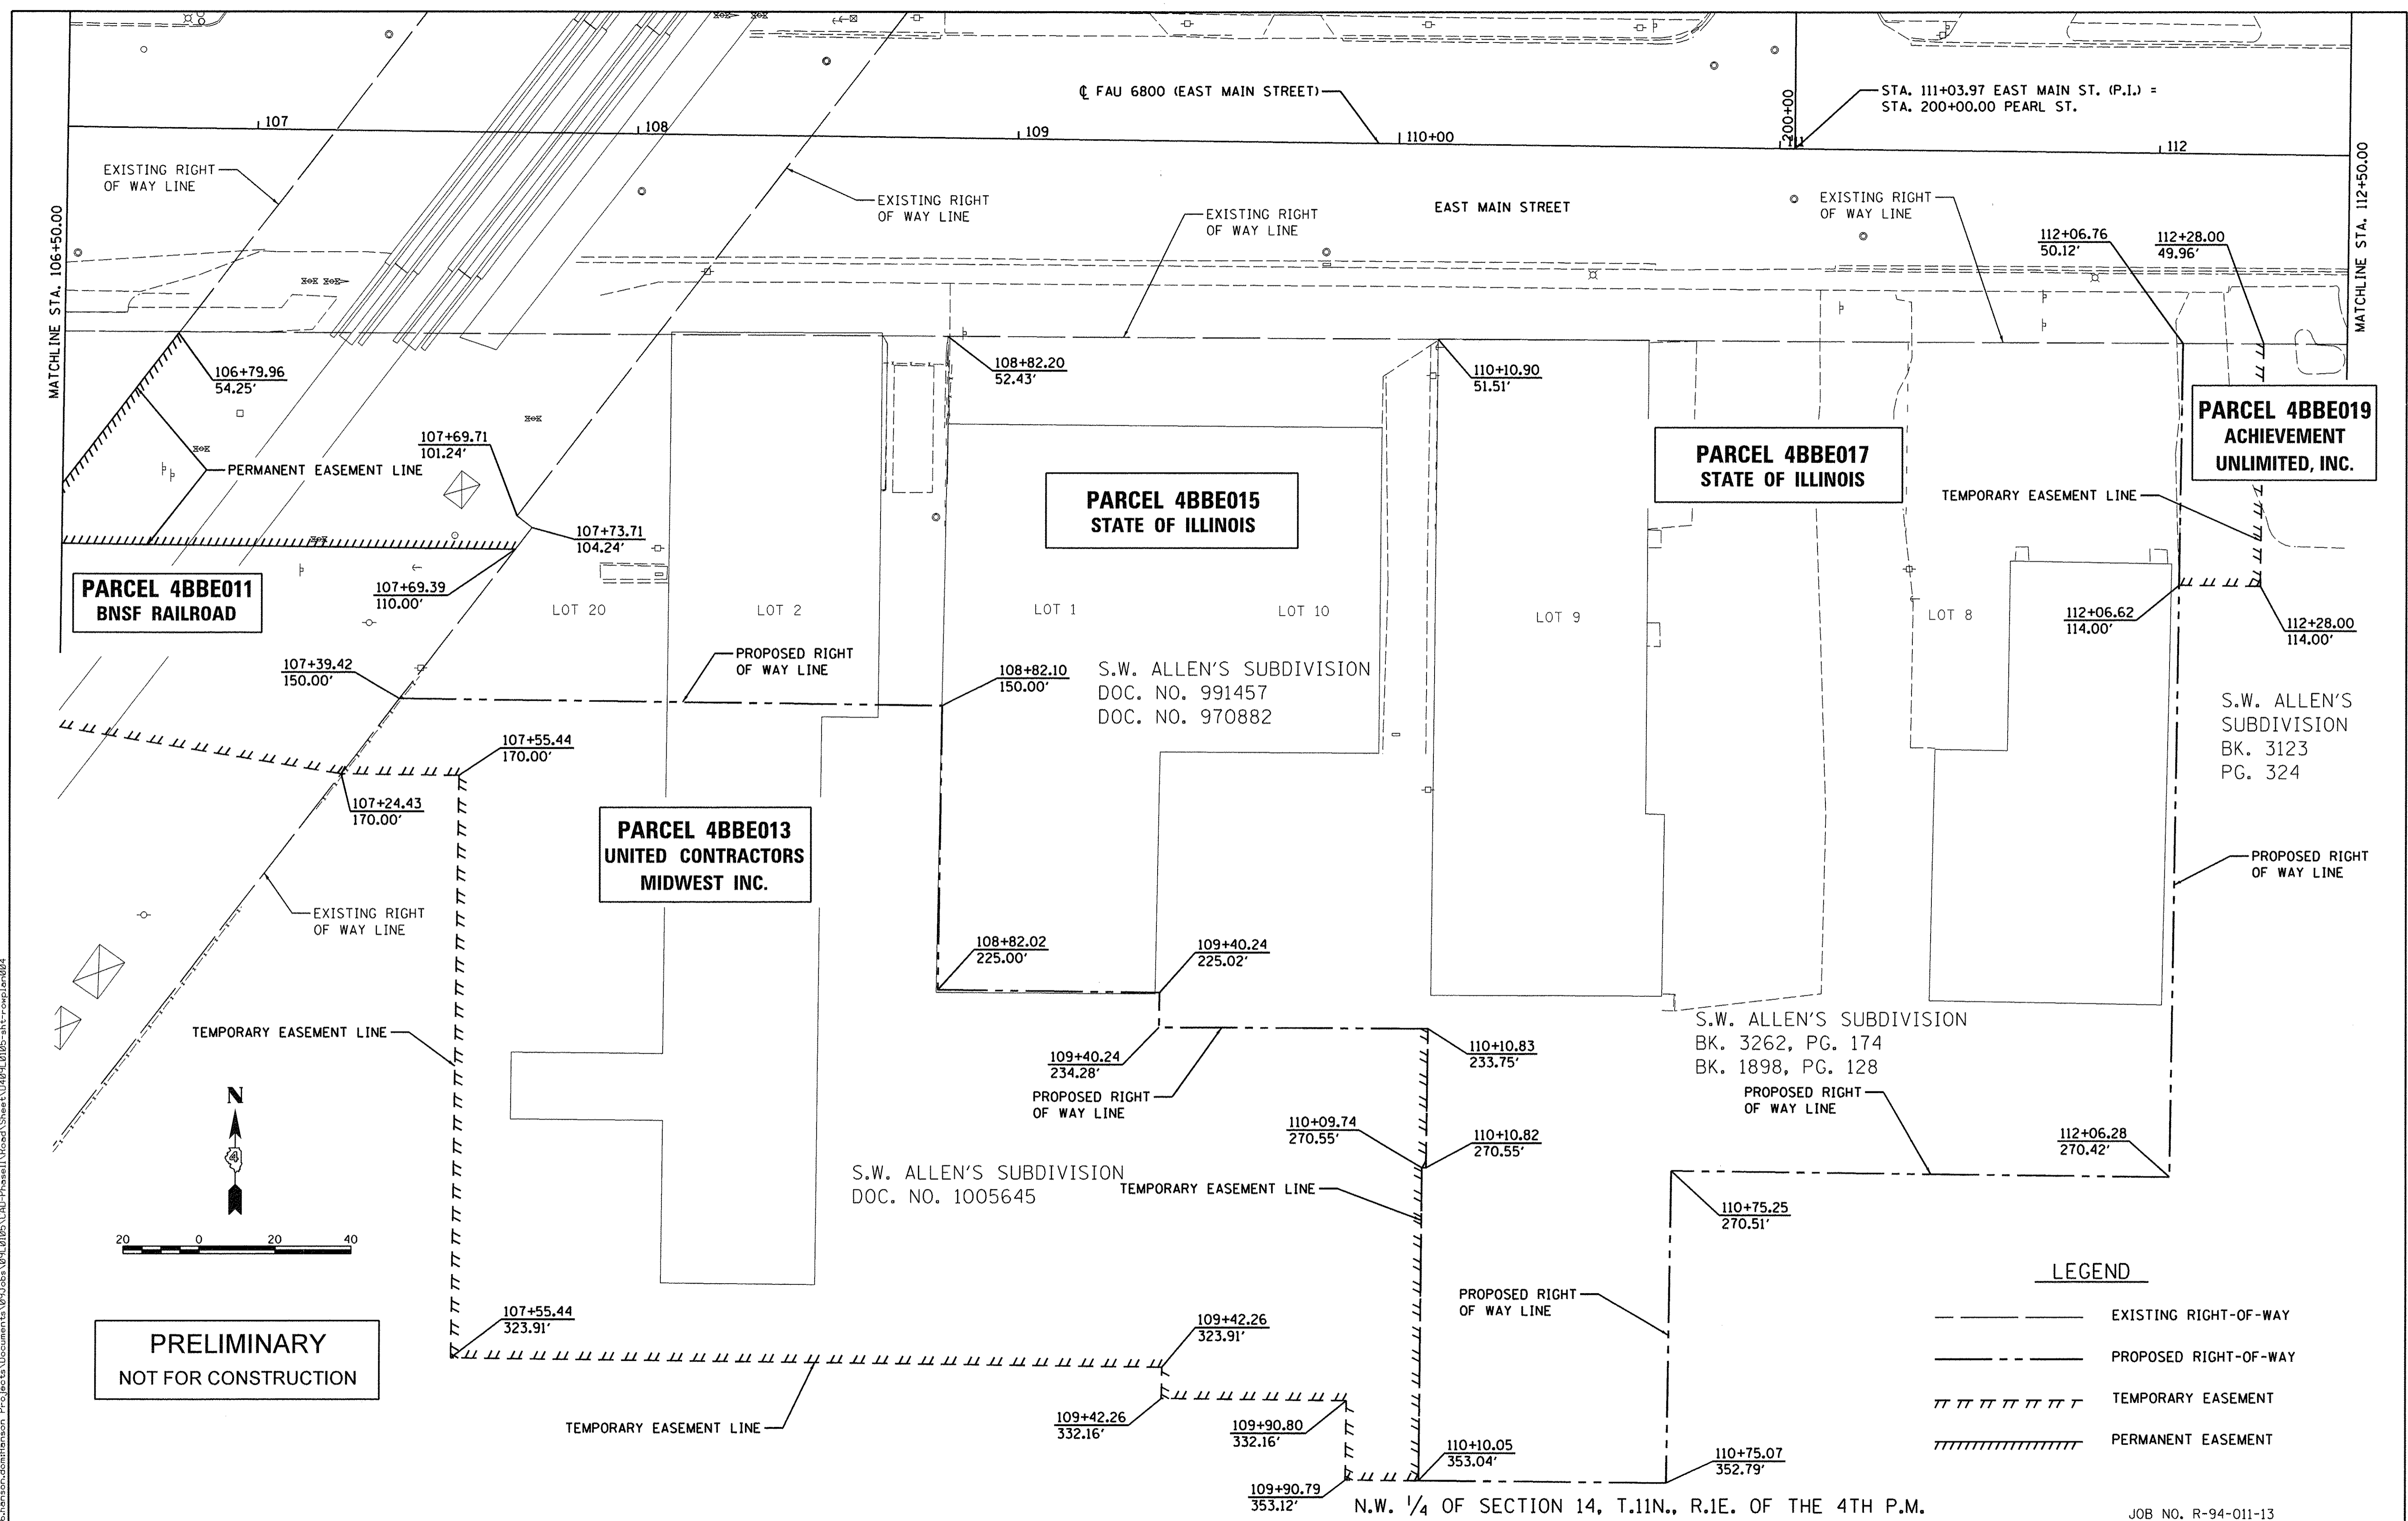 ℄ FAU 6800 (EAST MAIN STREET)
STA. 111+03.97 EAST MAIN ST. (P.I.) =
STA. 200+00.00 PEARL ST.
200+00
107
108
109
110+00
111
112
MATCHLINE STA. 106+50.00
MATCHLINE STA. 112+50.00
EXISTING RIGHT
OF WAY LINE
EXISTING RIGHT
OF WAY LINE
EXISTING RIGHT
OF WAY LINE
EAST MAIN STREET
EXISTING RIGHT
OF WAY LINE
112+06.76
50.12'
112+28.00
49.96'
106+79.96
54.25'
108+82.20
52.43'
110+10.90
51.51'
PARCEL 4BBE019
ACHIEVEMENT
UNLIMITED, INC.
107+69.71
101.24'
PERMANENT EASEMENT LINE
PARCEL 4BBE015
STATE OF ILLINOIS
PARCEL 4BBE017
STATE OF ILLINOIS
TEMPORARY EASEMENT LINE
107+73.71
104.24'
PARCEL 4BBE011
BNSF RAILROAD
107+69.39
110.00'
LOT 20
LOT 2
LOT 1
LOT 10
LOT 9
LOT 8
112+06.62
114.00'
112+28.00
114.00'
107+39.42
150.00'
PROPOSED RIGHT
OF WAY LINE
108+82.10
150.00'
S.W. ALLEN'S SUBDIVISION
DOC. NO. 991457
DOC. NO. 970882
S.W. ALLEN'S
SUBDIVISION
BK. 3123
PG. 324
107+55.44
170.00'
107+24.43
170.00'
PARCEL 4BBE013
UNITED CONTRACTORS
MIDWEST INC.
PROPOSED RIGHT
OF WAY LINE
EXISTING RIGHT
OF WAY LINE
108+82.02
225.00'
109+40.24
225.02'
TEMPORARY EASEMENT LINE
109+40.24
234.28'
110+10.83
233.75'
S.W. ALLEN'S SUBDIVISION
BK. 3262, PG. 174
BK. 1898, PG. 128
PROPOSED RIGHT
OF WAY LINE
PROPOSED RIGHT
OF WAY LINE
N
4
110+09.74
270.55'
110+10.82
270.55'
112+06.28
270.42'
S.W. ALLEN'S SUBDIVISION
DOC. NO. 1005645
TEMPORARY EASEMENT LINE
110+75.25
270.51'
20 0 20 40
PROPOSED RIGHT
OF WAY LINE
LEGEND
EXISTING RIGHT-OF-WAY
PROPOSED RIGHT-OF-WAY
TEMPORARY EASEMENT
PERMANENT EASEMENT
PRELIMINARY
NOT FOR CONSTRUCTION
107+55.44
323.91'
109+42.26
323.91'
TEMPORARY EASEMENT LINE
109+42.26
332.16'
109+90.80
332.16'
110+10.05
353.04'
110+75.07
352.79'
109+90.79
353.12'
N.W. 1/4 OF SECTION 14, T.11N., R.1E. OF THE 4TH P.M.
JOB NO. R-94-011-13